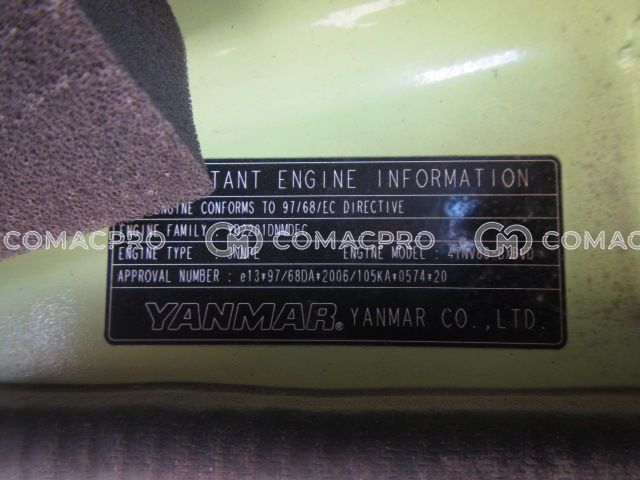 TANT ENGINE INFORMATION
ENGINE CONFORMS TO 97/68/EC DIRECTIVE
ENGINE FAMILY
COMACPRO COMACPRO COMACPRO
ENGINE TYPE ENGINE MODEL :
APPROVAL NUMBER : e13*97/68DA*2006/105KA*0574*20
YANMAR® YANMAR CO.,LTD.